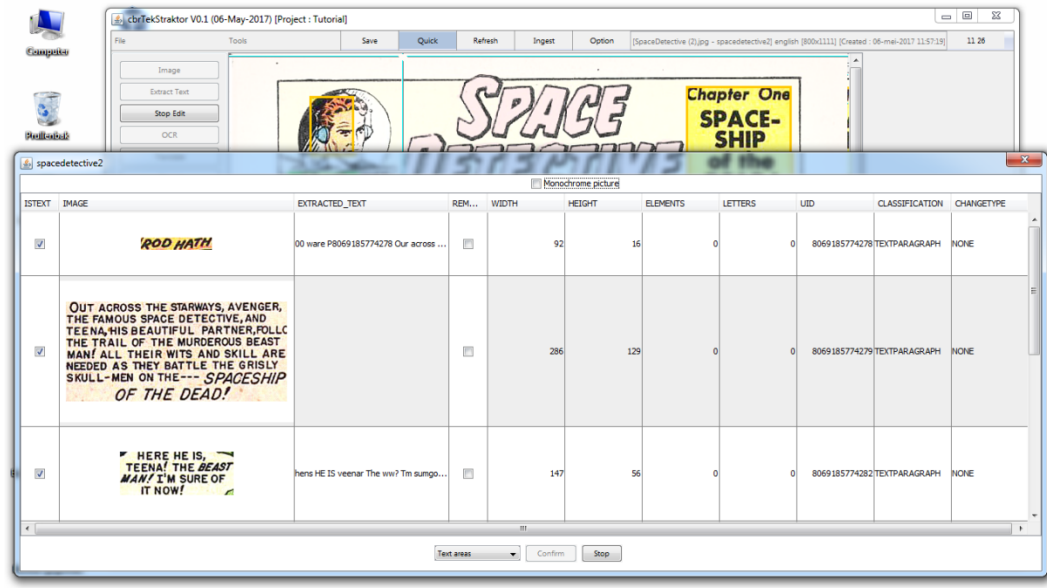 Computer
Prullenbak
cbrTekStraktor V0.1 (06-May-2017) [Project : Tutorial]
File Tools Save Quick Refresh Ingest Option [SpaceDetective (2).jpg - spacedetective2] english [800x1111] [Created : 06-mei-2017 11:57:19] 11 26
Image
Extract Text
Stop Edit
OCR
SPACE
DETECTIVE
Chapter One
SPACE-
SHIP
of the
spacedetective2
Monochrome picture
ISTEXT IMAGE EXTRACTED_TEXT REM... WIDTH HEIGHT ELEMENTS LETTERS UID CLASSIFICATION CHANGETYPE
ROD HATH 00 ware P8069185774278 Our across ... 92 16 0 0 8069185774278 TEXTPARAGRAPH NONE
OUT ACROSS THE STARWAYS, AVENGER,
THE FAMOUS SPACE DETECTIVE, AND
TEENA, HIS BEAUTIFUL PARTNER, FOLLO
THE TRAIL OF THE MURDEROUS BEAST
MAN! ALL THEIR WITS AND SKILL ARE
NEEDED AS THEY BATTLE THE GRISLY
SKULL-MEN ON THE--- SPACESHIP
OF THE DEAD!
286 129 0 0 8069185774279 TEXTPARAGRAPH NONE
HERE HE IS,
TEENA! THE BEAST
MAN! I'M SURE OF
IT NOW!
hens HE IS veenar The ww? Tm sumgo... 147 56 0 0 8069185774282 TEXTPARAGRAPH NONE
Text areas Confirm Stop